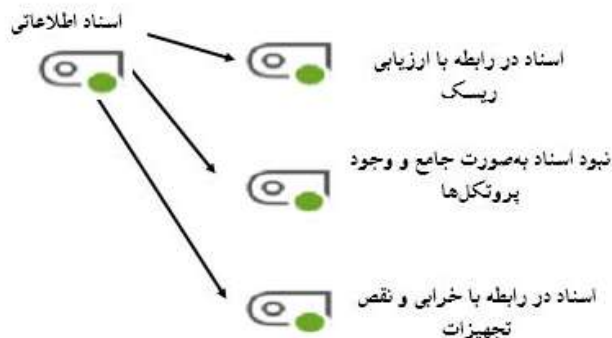 اسناد اطلاعاتی
اسناد در رابطه با ارزیابی
ریسک
نبود اسناد به‌صورت جامع و وجود
پروتکل‌ها
اسناد در رابطه با خرابی و نقص
تجهیزات